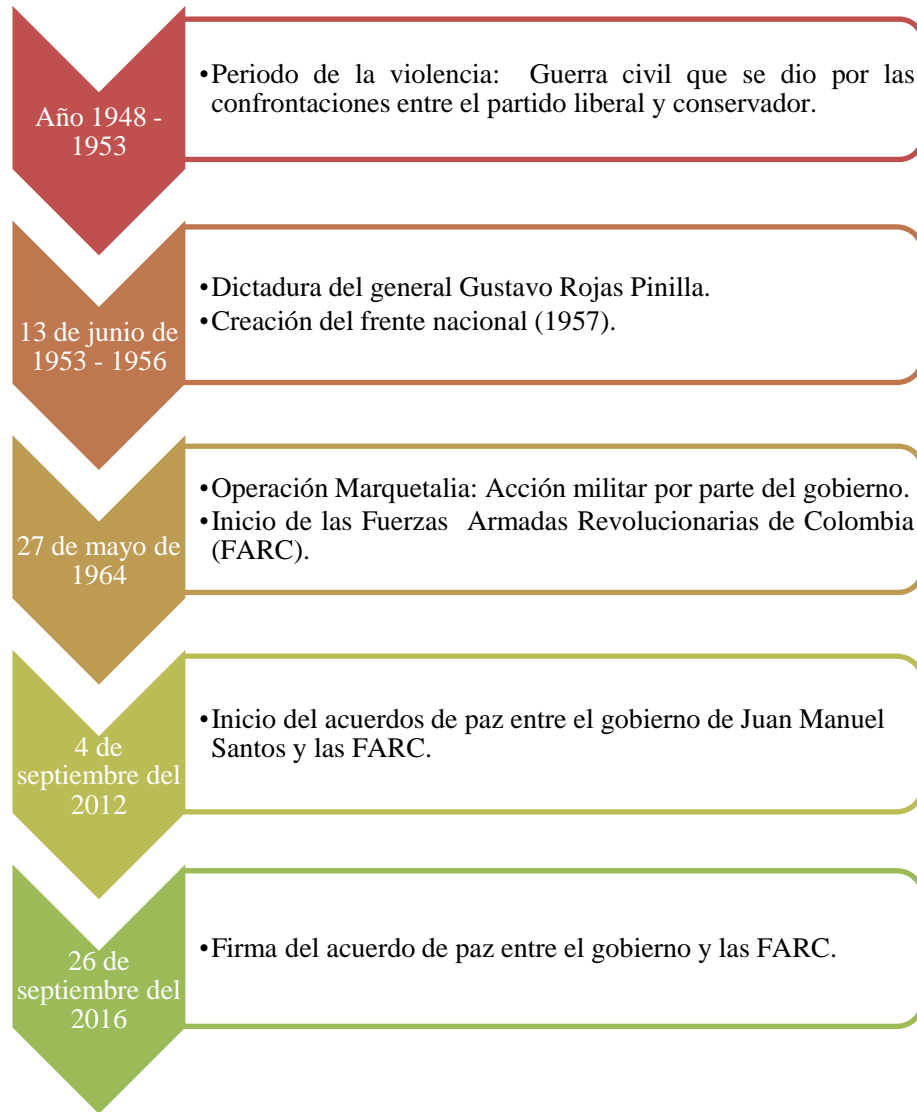 Año 1948 -
1953
•Periodo de la violencia: Guerra civil que se dio por las
confrontaciones entre el partido liberal y conservador.
13 de junio de
1953 - 1956
•Dictadura del general Gustavo Rojas Pinilla.
•Creación del frente nacional (1957).
27 de mayo de
1964
•Operación Marquetalia: Acción militar por parte del gobierno.
•Inicio de las Fuerzas Armadas Revolucionarias de Colombia
(FARC).
4 de
septiembre del
2012
•Inicio del acuerdos de paz entre el gobierno de Juan Manuel
Santos y las FARC.
26 de
septiembre del
2016
•Firma del acuerdo de paz entre el gobierno y las FARC.